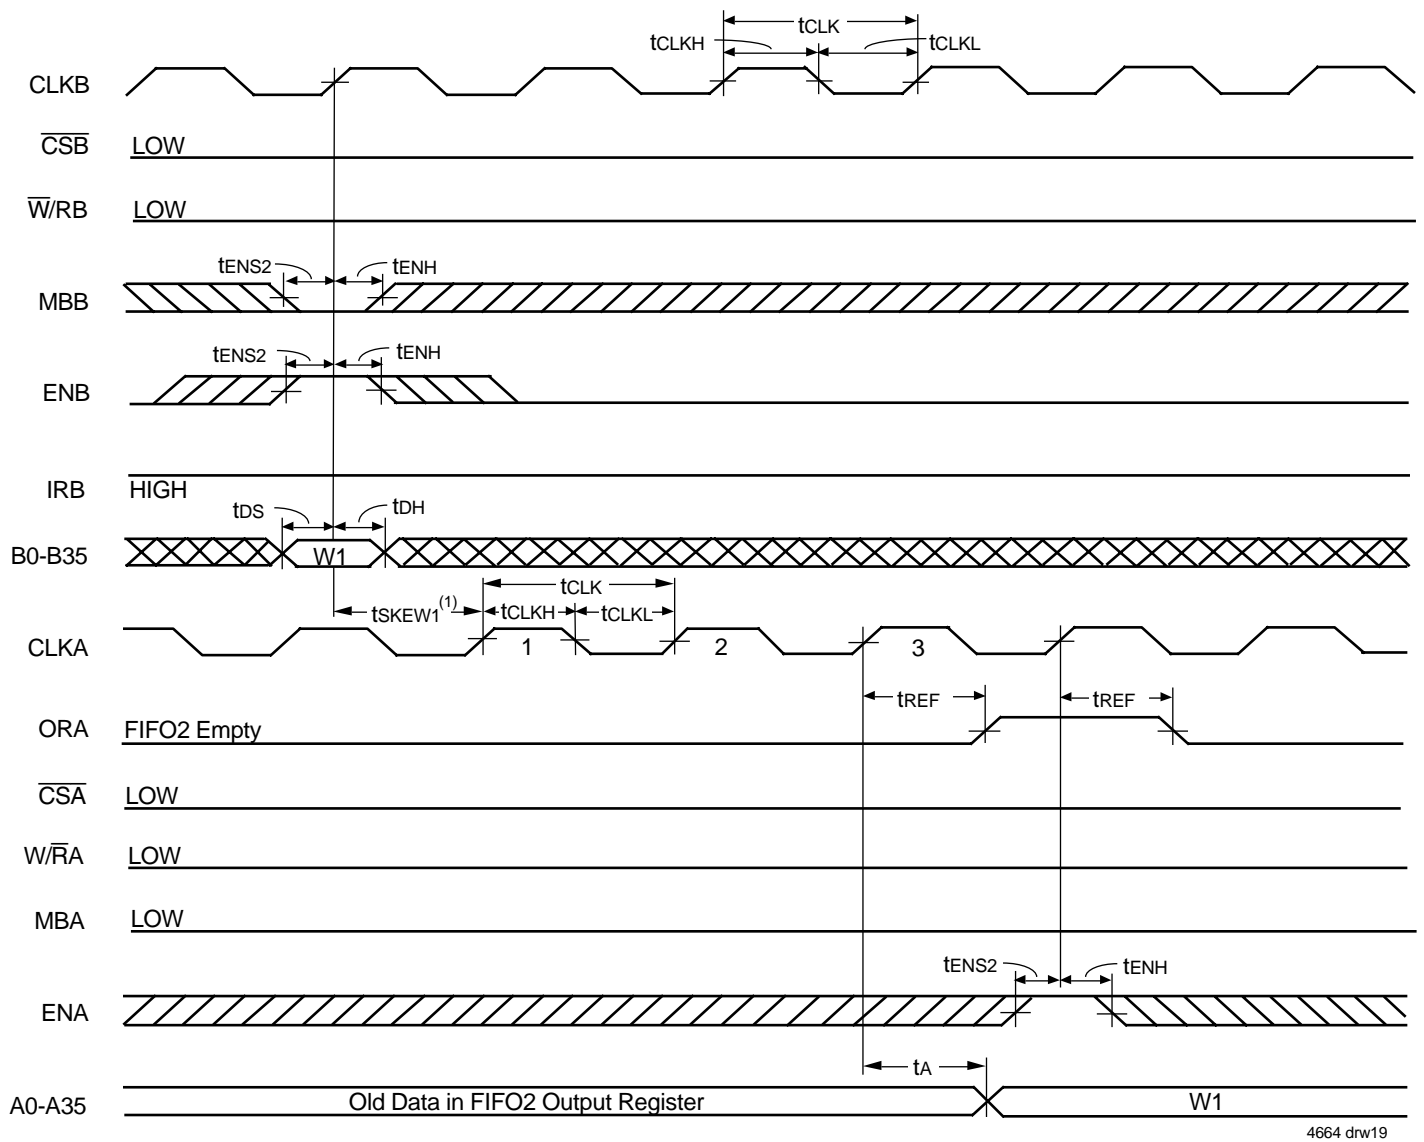 tCLK
tCLKH tCLKL
CLKB
CSB LOW
W/RB LOW
tENS2 tENH
MBB
tENS2 tENH
ENB
IRB HIGH
tDS tDH
B0-B35 W1
tCLK
tSKEW1(1) tCLKH tCLKL
CLKA 1 2 3
tREF tREF
ORA FIFO2 Empty
CSA LOW
W/RA LOW
MBA LOW
tENS2 tENH
ENA
tA
A0-A35 Old Data in FIFO2 Output Register W1
4664 drw19